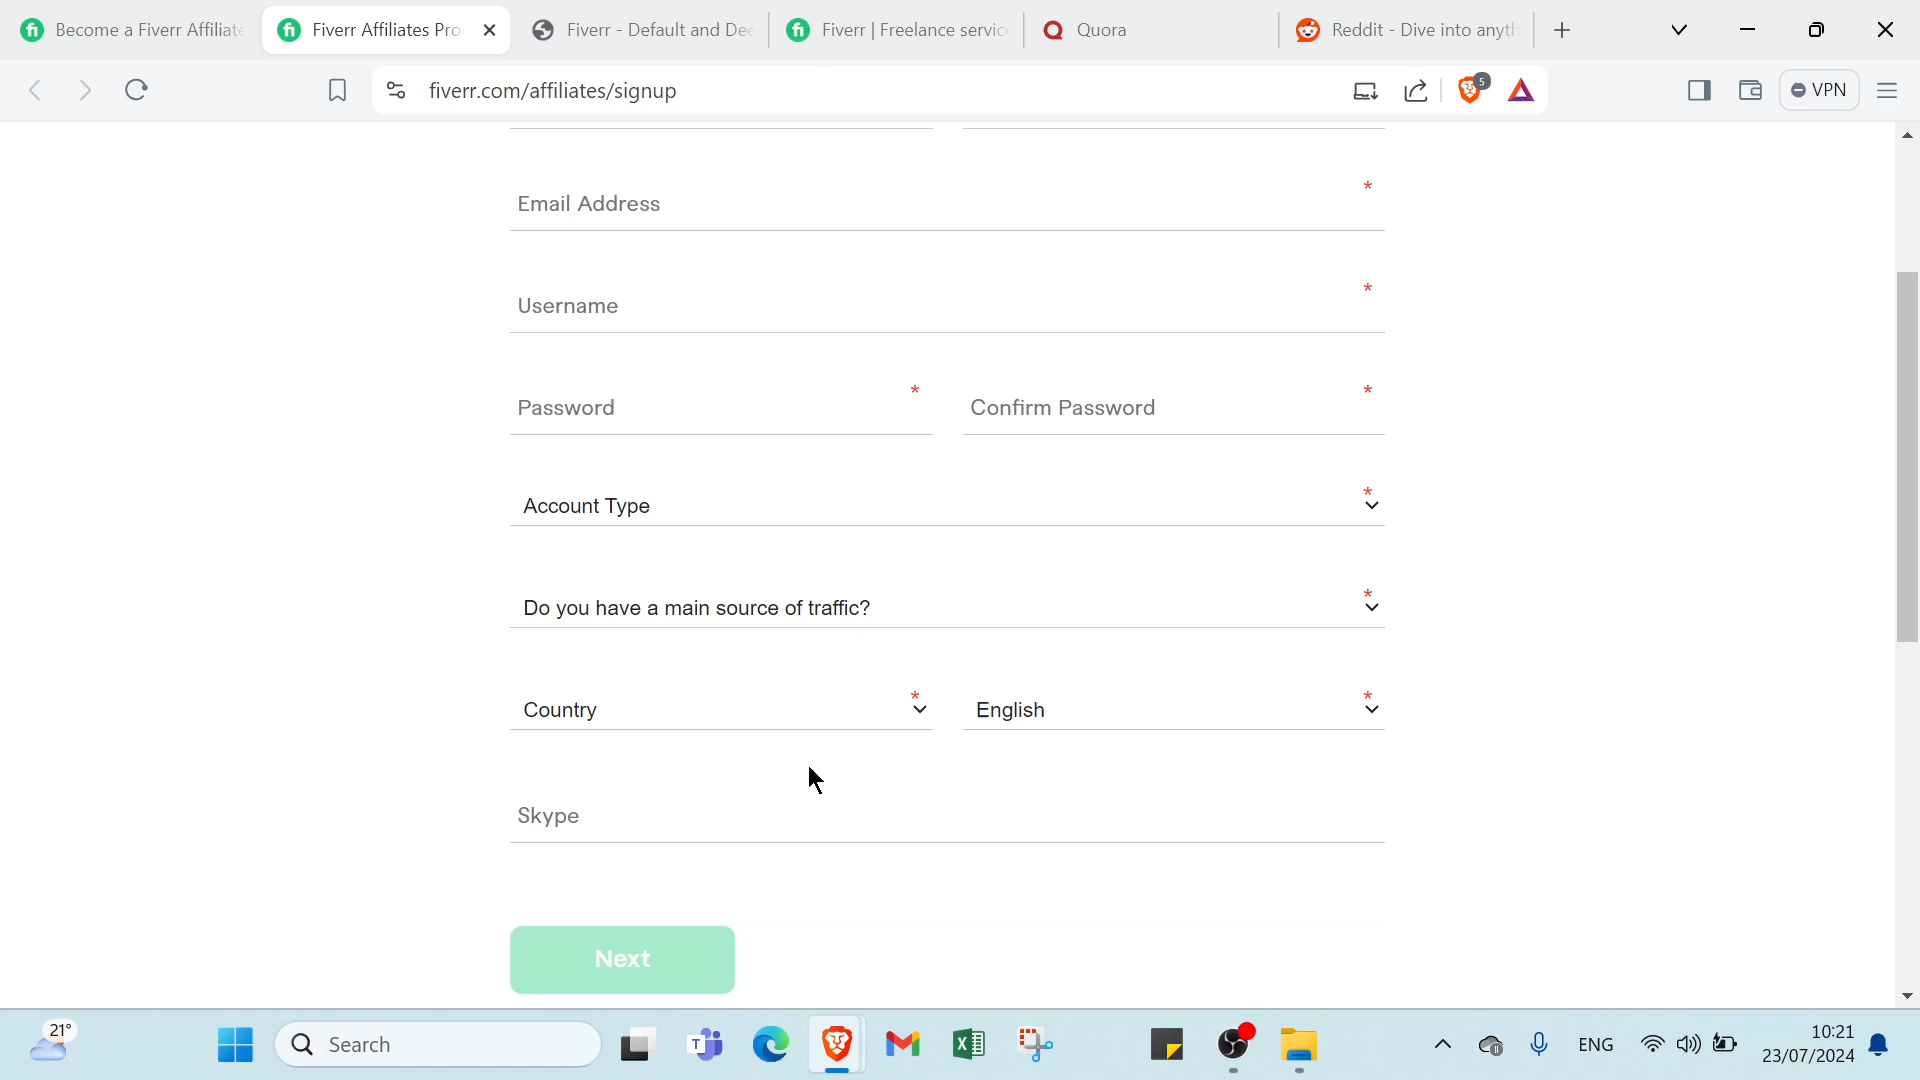 Become a Fiverr Affiliate
Fiverr Affiliates Pro
Fiverr - Default and Dee
Fiverr | Freelance servic
Quora
Reddit - Dive into anyth
fiverr.com/affiliates/signup
5
VPN
Email Address *
Username *
Password *
Confirm Password *
Account Type *
Do you have a main source of traffic? *
Country *
English *
Skype
Next
21°
Search
ENG
10:21
23/07/2024